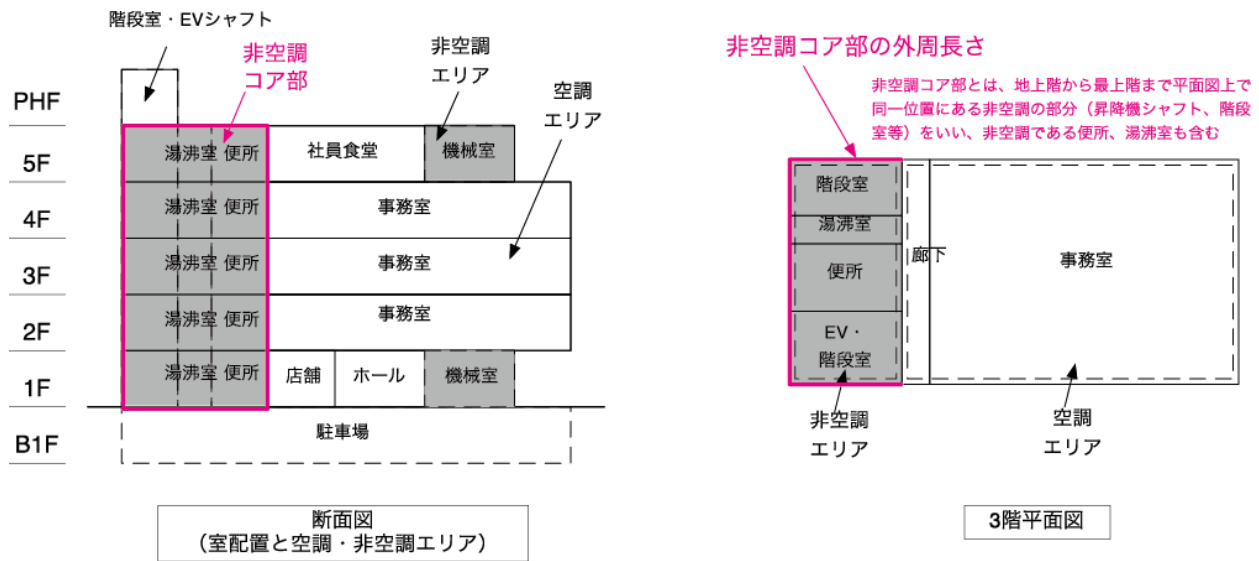 階段室・EVシャフト
非空調
コア部
非空調
エリア
空調
エリア
PHF
5F
湯沸室 便所
社員食堂
機械室
4F
湯沸室 便所
事務室
3F
湯沸室 便所
事務室
2F
湯沸室 便所
事務室
1F
湯沸室 便所
店舗
ホール
機械室
B1F
駐車場
断面図
(室配置と空調・非空調エリア)
非空調コア部の外周長さ
非空調コア部とは、地上階から最上階まで平面図上で
同一位置にある非空調の部分(昇降機シャフト、階段
室等)をいい、非空調である便所、湯沸室も含む
階段室
湯沸室
便所
EV・
階段室
廊下
事務室
非空調
エリア
空調
エリア
3階平面図